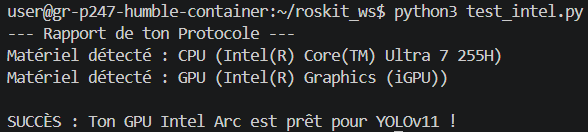 user@gr-p247-humble-container:~/roskit_ws$ python3 test_intel.py
--- Rapport de ton Protocole ---
Matériel détecté : CPU (Intel(R) Core(TM) Ultra 7 255H)
Matériel détecté : GPU (Intel(R) Graphics (iGPU))
SUCCÈS : Ton GPU Intel Arc est prêt pour YOLOv11 !